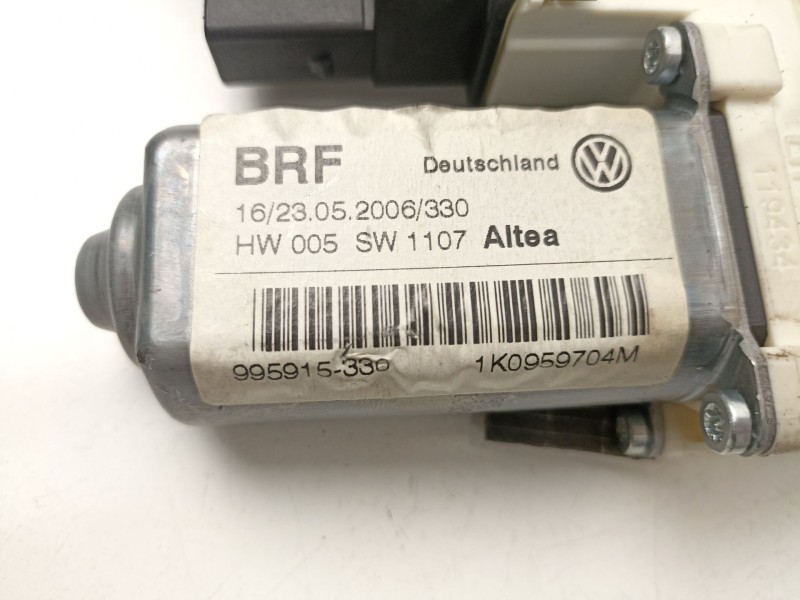 BRF
Deutschland
16/23.05.2006/330
HW 005 SW 1107 Altea
1K0959704M